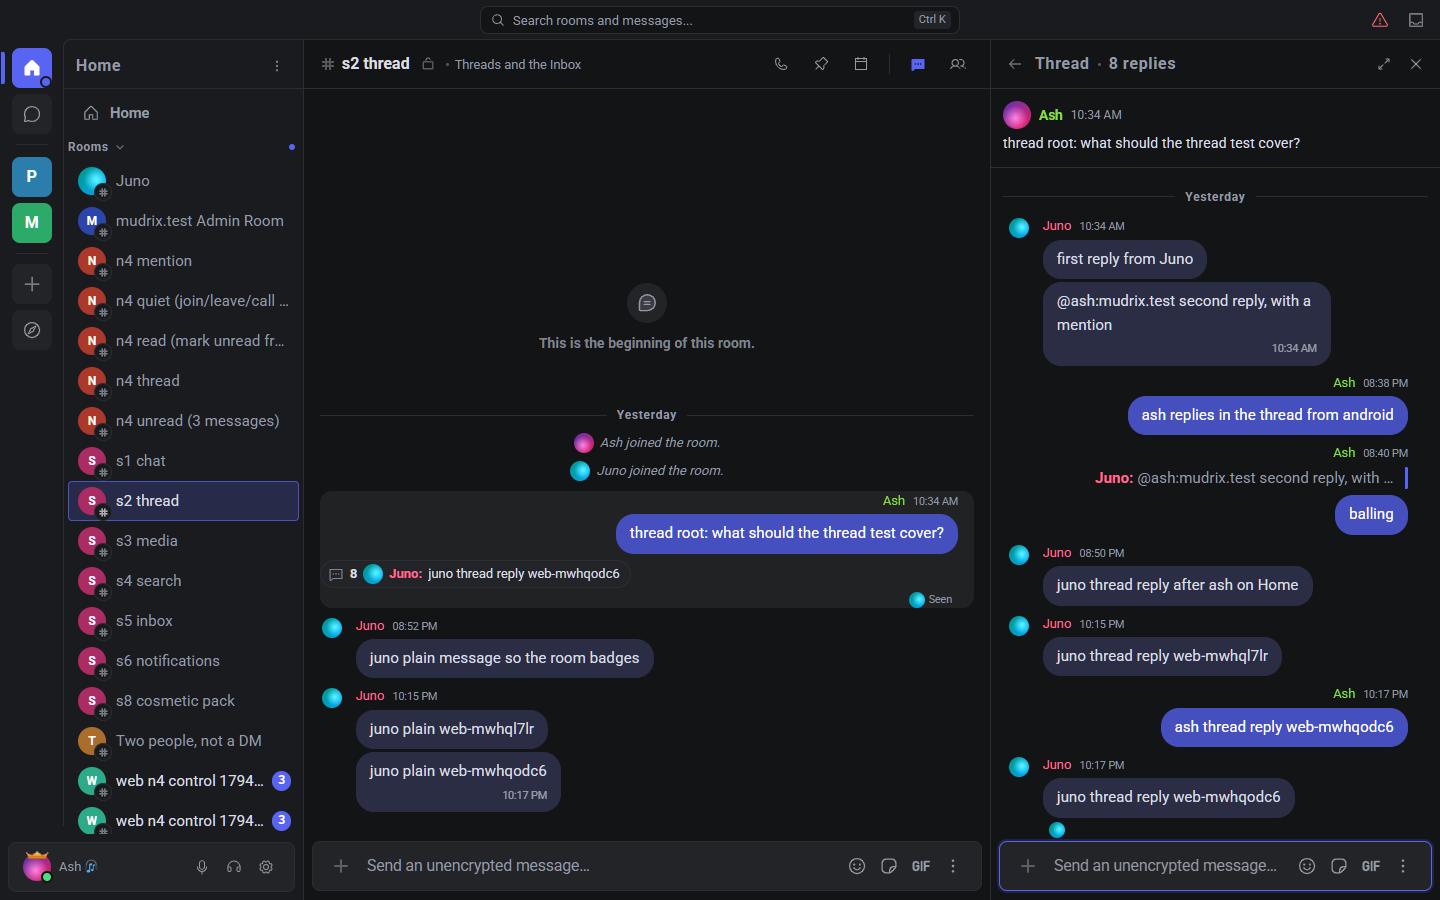 Search rooms and messages...
Ctrl K
Home
Home
Rooms
Juno
M
mudrix.test Admin Room
N
n4 mention
N
n4 quiet (join/leave/call ...
N
n4 read (mark unread fr...
N
n4 thread
N
n4 unread (3 messages)
S
s1 chat
S
s2 thread
S
s3 media
S
s4 search
S
s5 inbox
S
s6 notifications
S
s8 cosmetic pack
T
Two people, not a DM
W
web n4 control 1794...
3
W
web n4 control 1794...
3
P
M
Ash
s2 thread
• Threads and the Inbox
This is the beginning of this room.
Yesterday
Ash joined the room.
Juno joined the room.
Ash 10:34 AM
thread root: what should the thread test cover?
8 Juno: juno thread reply web-mwhqodc6
Seen
Juno 08:52 PM
juno plain message so the room badges
Juno 10:15 PM
juno plain web-mwhql7lr
juno plain web-mwhqodc6
10:17 PM
Send an unencrypted message...
GIF
Thread • 8 replies
Ash 10:34 AM
thread root: what should the thread test cover?
Yesterday
Juno 10:34 AM
first reply from Juno
@ash:mudrix.test second reply, with a
mention
10:34 AM
Ash 08:38 PM
ash replies in the thread from android
Ash 08:40 PM
Juno: @ash:mudrix.test second reply, with ...
balling
Juno 08:50 PM
juno thread reply after ash on Home
Juno 10:15 PM
juno thread reply web-mwhql7lr
Ash 10:17 PM
ash thread reply web-mwhqodc6
Juno 10:17 PM
juno thread reply web-mwhqodc6
Send an unencrypted message...
GIF